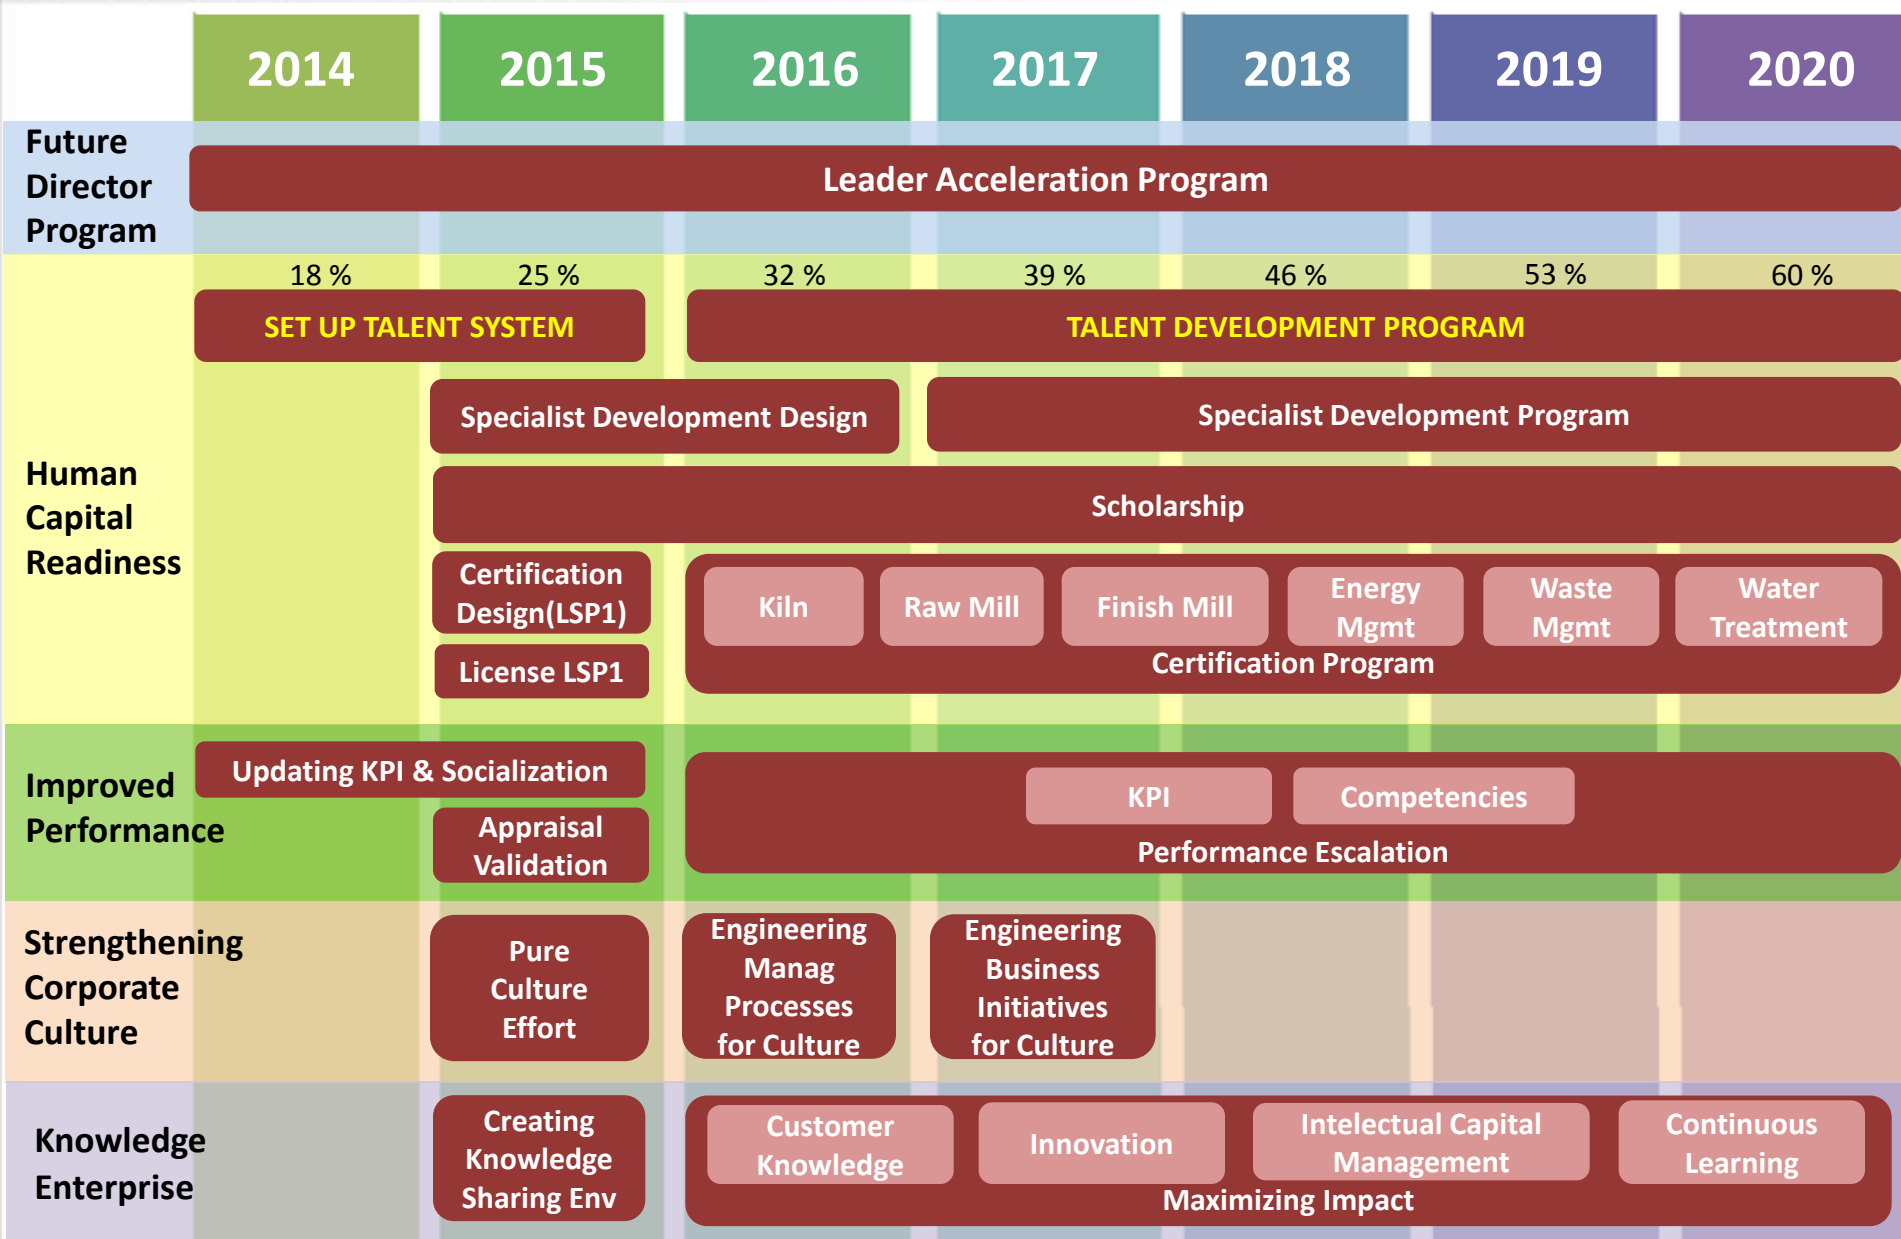 2014 2015 2016 2017 2018 2019 2020
Future
Director
Program
Leader Acceleration Program
18 % 25 % 32 % 39 % 46 % 53 % 60 %
Human
Capital
Readiness
SET UP TALENT SYSTEM
TALENT DEVELOPMENT PROGRAM
Specialist Development Design
Specialist Development Program
Scholarship
Certification
Design(LSP1)
License LSP1
Kiln
Raw Mill
Finish Mill
Energy
Mgmt
Waste
Mgmt
Water
Treatment
Certification Program
Improved
Performance
Updating KPI & Socialization
Appraisal
Validation
KPI
Competencies
Performance Escalation
Strengthening
Corporate
Culture
Pure
Culture
Effort
Engineering
Manag
Processes
for Culture
Engineering
Business
Initiatives
for Culture
Knowledge
Enterprise
Creating
Knowledge
Sharing Env
Customer
Knowledge
Innovation
Intelectual Capital
Management
Continuous
Learning
Maximizing Impact